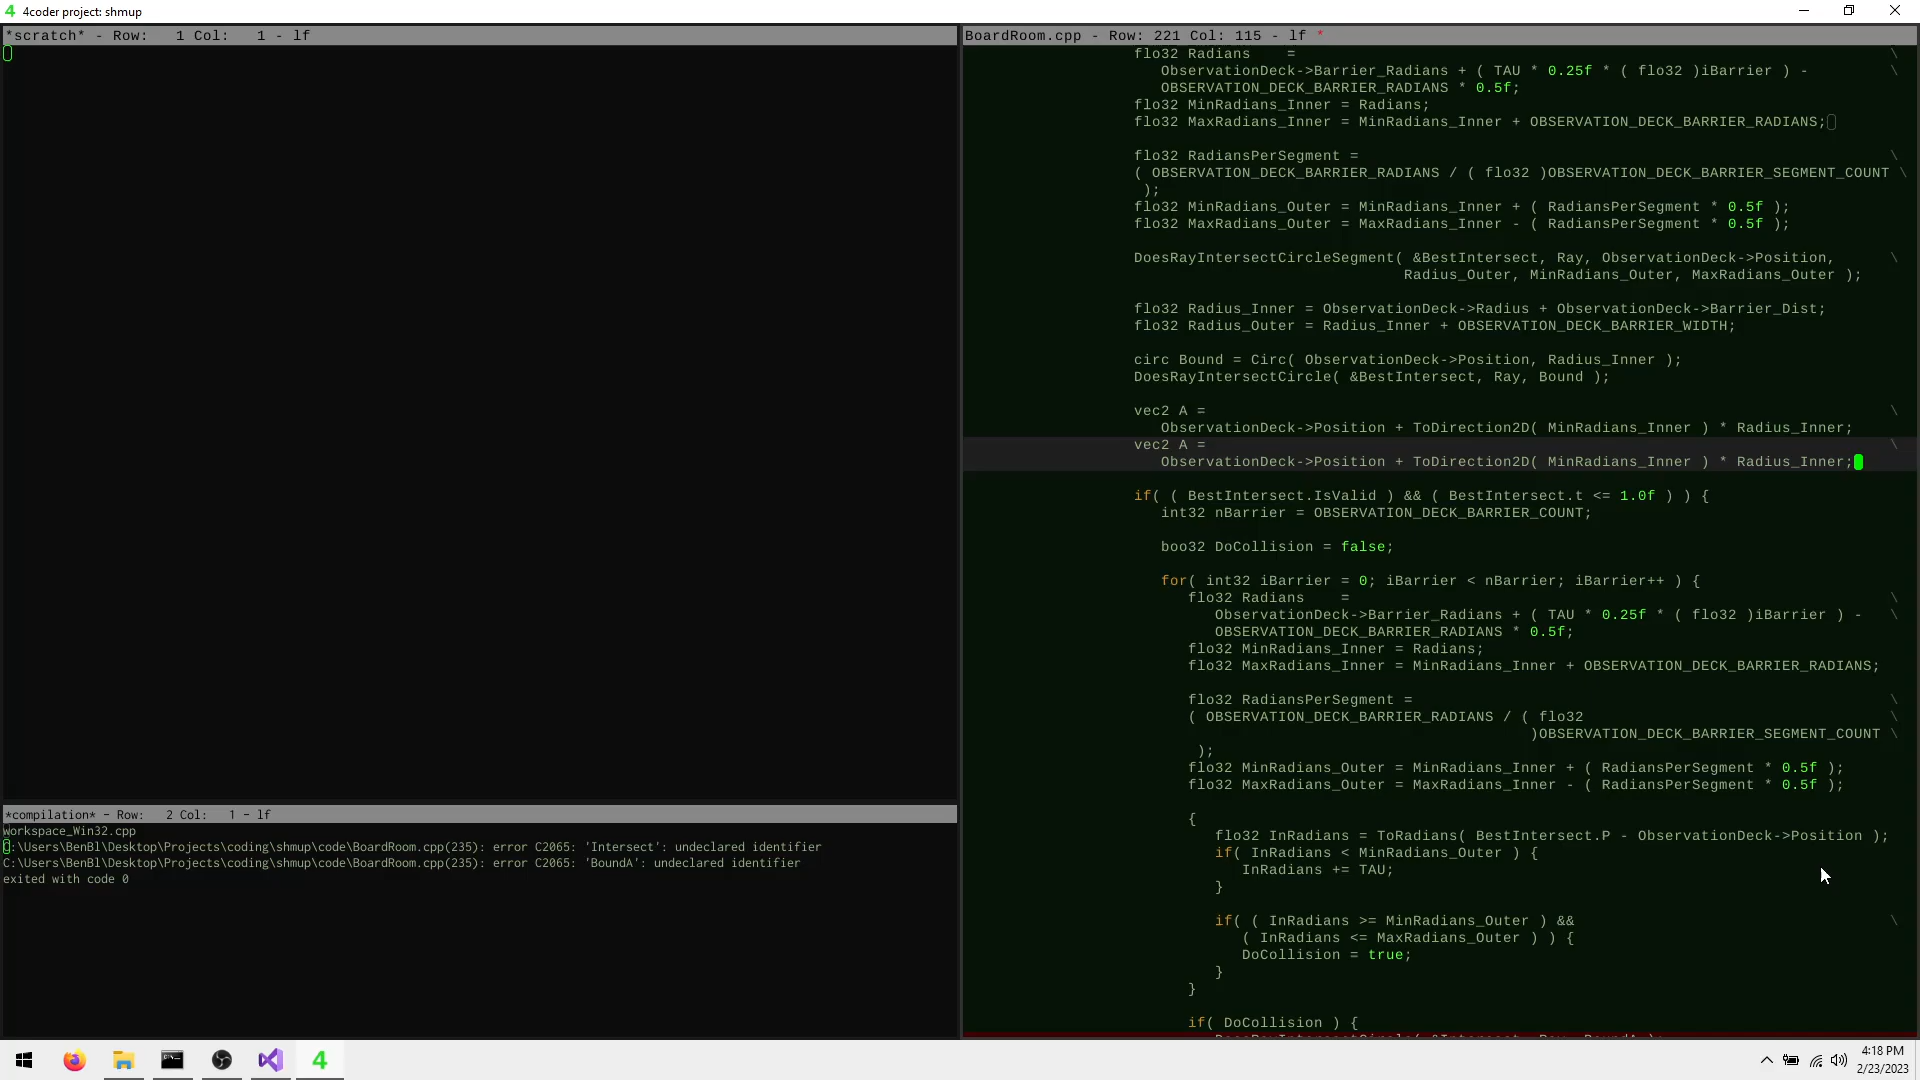 4 4coder project: shmup
*scratch* - Row:   1 Col:   1 - lf
*compilation* - Row:   2 Col:   1 - lf
Workspace_Win32.cpp
C:\Users\BenBl\Desktop\Projects\coding\shmup\code\BoardRoom.cpp(235): error C2065: 'Intersect': undeclared identifier
C:\Users\BenBl\Desktop\Projects\coding\shmup\code\BoardRoom.cpp(235): error C2065: 'BoundA': undeclared identifier
exited with code 0
BoardRoom.cpp - Row: 221 Col: 115 - lf *
flo32 Radians    = \
ObservationDeck->Barrier_Radians + ( TAU * 0.25f * ( flo32 )iBarrier ) - \
OBSERVATION_DECK_BARRIER_RADIANS * 0.5f;
flo32 MinRadians_Inner = Radians;
flo32 MaxRadians_Inner = MinRadians_Inner + OBSERVATION_DECK_BARRIER_RADIANS;
flo32 RadiansPerSegment = \
( OBSERVATION_DECK_BARRIER_RADIANS / ( flo32 )OBSERVATION_DECK_BARRIER_SEGMENT_COUNT \
);
flo32 MinRadians_Outer = MinRadians_Inner + ( RadiansPerSegment * 0.5f );
flo32 MaxRadians_Outer = MaxRadians_Inner - ( RadiansPerSegment * 0.5f );
DoesRayIntersectCircleSegment( &BestIntersect, Ray, ObservationDeck->Position, \
Radius_Outer, MinRadians_Outer, MaxRadians_Outer );
flo32 Radius_Inner = ObservationDeck->Radius + ObservationDeck->Barrier_Dist;
flo32 Radius_Outer = Radius_Inner + OBSERVATION_DECK_BARRIER_WIDTH;
circ Bound = Circ( ObservationDeck->Position, Radius_Inner );
DoesRayIntersectCircle( &BestIntersect, Ray, Bound );
vec2 A = \
ObservationDeck->Position + ToDirection2D( MinRadians_Inner ) * Radius_Inner;
vec2 A = \
ObservationDeck->Position + ToDirection2D( MinRadians_Inner ) * Radius_Inner;
if( ( BestIntersect.IsValid ) && ( BestIntersect.t <= 1.0f ) ) {
int32 nBarrier = OBSERVATION_DECK_BARRIER_COUNT;
boo32 DoCollision = false;
for( int32 iBarrier = 0; iBarrier < nBarrier; iBarrier++ ) {
flo32 Radians    = \
ObservationDeck->Barrier_Radians + ( TAU * 0.25f * ( flo32 )iBarrier ) - \
OBSERVATION_DECK_BARRIER_RADIANS * 0.5f;
flo32 MinRadians_Inner = Radians;
flo32 MaxRadians_Inner = MinRadians_Inner + OBSERVATION_DECK_BARRIER_RADIANS;
flo32 RadiansPerSegment = \
( OBSERVATION_DECK_BARRIER_RADIANS / ( flo32 \
)OBSERVATION_DECK_BARRIER_SEGMENT_COUNT \
);
flo32 MinRadians_Outer = MinRadians_Inner + ( RadiansPerSegment * 0.5f );
flo32 MaxRadians_Outer = MaxRadians_Inner - ( RadiansPerSegment * 0.5f );
{
flo32 InRadians = ToRadians( BestIntersect.P - ObservationDeck->Position );
if( InRadians < MinRadians_Outer ) {
InRadians += TAU;
}
if( ( InRadians >= MinRadians_Outer ) && \
( InRadians <= MaxRadians_Outer ) ) {
DoCollision = true;
}
}
if( DoCollision ) {
4
4:18 PM
2/23/2023